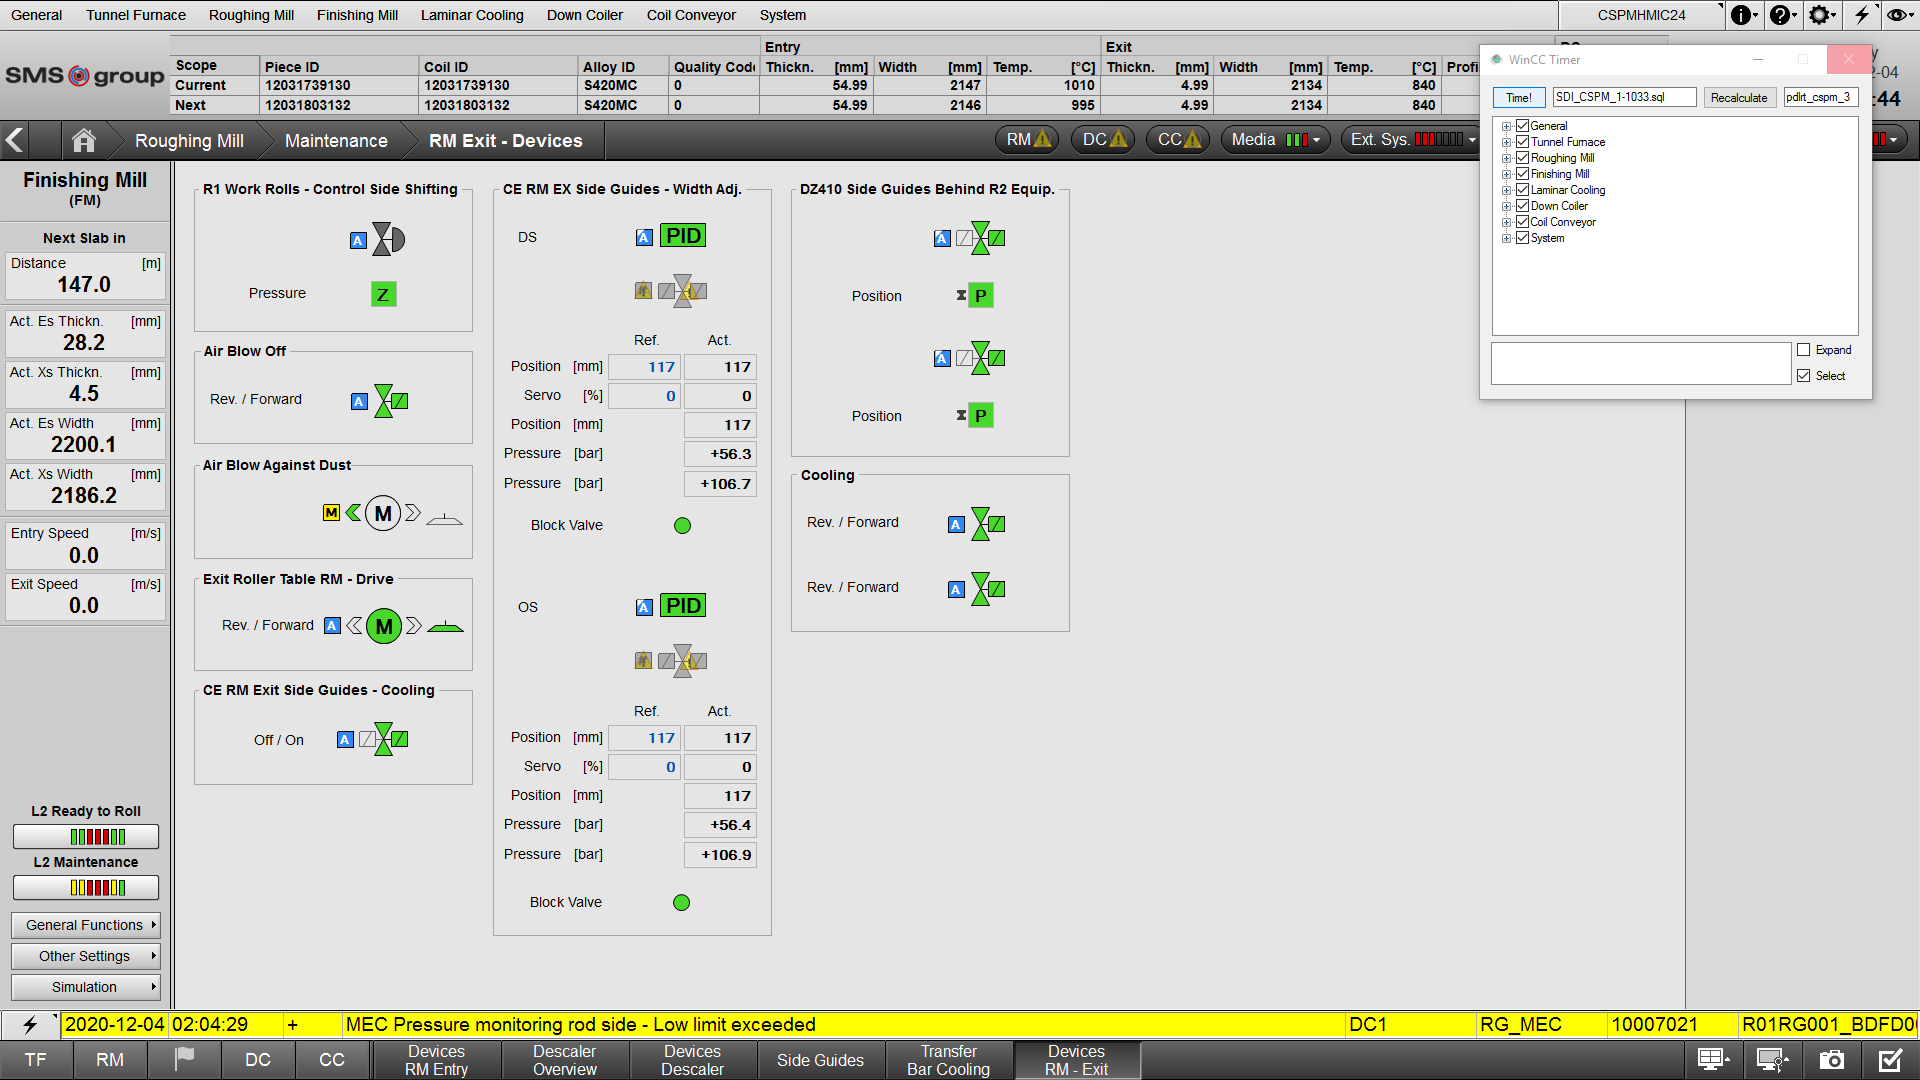 General Tunnel Furnace Roughing Mill Finishing Mill Laminar Cooling Down Coiler Coil Conveyor System CSPMHMIC24
Entry Exit
SMS group
Scope Piece ID Coil ID Alloy ID Quality Code Thickn. [mm] Width [mm] Temp. [°C] Thickn. [mm] Width [mm] Temp. [°C] Profi
Current 12031739130 12031739130 S420MC 0 54.99 2147 1010 4.99 2134 840
Next 12031803132 12031803132 S420MC 0 54.99 2146 995 4.99 2134 840
-04
:44
WinCC Timer
Time! SDI_CSPM_1-1033.sql Recalculate pdlrt_cspm_3
General
Tunnel Furnace
Roughing Mill
Finishing Mill
Laminar Cooling
Down Coiler
Coil Conveyor
System
Expand
Select
Roughing Mill Maintenance RM Exit - Devices RM DC CC Media Ext. Sys.
Finishing Mill
(FM)
Next Slab in
Distance [m]
147.0
Act. Es Thickn. [mm]
28.2
Act. Xs Thickn. [mm]
4.5
Act. Es Width [mm]
2200.1
Act. Xs Width [mm]
2186.2
Entry Speed [m/s]
0.0
Exit Speed [m/s]
0.0
L2 Ready to Roll
L2 Maintenance
General Functions
Other Settings
Simulation
R1 Work Rolls - Control Side Shifting
A
Pressure Z
Air Blow Off
Rev. / Forward A
Air Blow Against Dust
M M
Exit Roller Table RM - Drive
Rev. / Forward A M
CE RM Exit Side Guides - Cooling
Off / On A
CE RM EX Side Guides - Width Adj.
DS A PID
Ref. Act.
Position [mm] 117 117
Servo [%] 0 0
Position [mm] 117
Pressure [bar] +56.3
Pressure [bar] +106.7
Block Valve
OS A PID
Ref. Act.
Position [mm] 117 117
Servo [%] 0 0
Position [mm] 117
Pressure [bar] +56.4
Pressure [bar] +106.9
Block Valve
DZ410 Side Guides Behind R2 Equip.
A
Position P
A
Position P
Cooling
Rev. / Forward A
Rev. / Forward A
2020-12-04 02:04:29 + MEC Pressure monitoring rod side - Low limit exceeded DC1 RG_MEC 10007021
TF RM DC CC
Devices
RM Entry
Descaler
Overview
Devices
Descaler
Side Guides
Transfer
Bar Cooling
Devices
RM - Exit